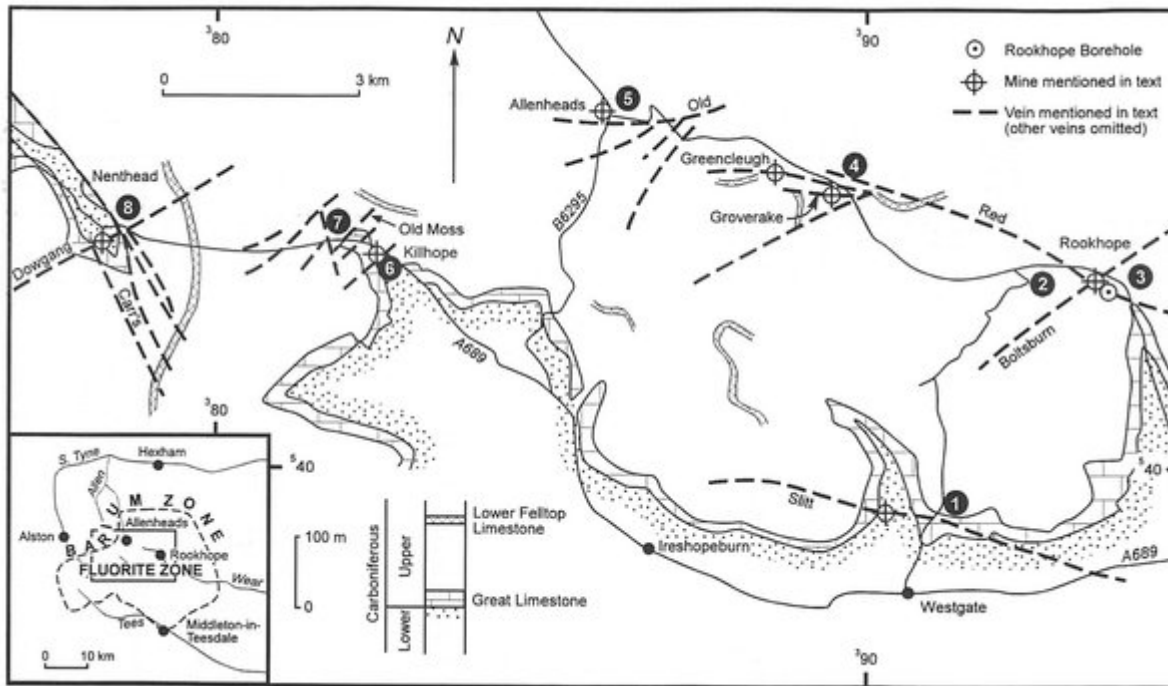 ³80
³90
N
0 3 km
Rookhope Borehole
Mine mentioned in text
Vein mentioned in text
(other veins omitted)
Allenheads
5
Old
Greencleugh
4
Groverake
B6295
Red
Rookhope
Nenthead
8
7
Old Moss
Killhope
6
2
3
Dowgang
Carr's
A689
Boltsburn
³80
⁵40
⁵40
Slitt
1
Ireshopeburn
A689
Westgate
³90
S. Tyne
Hexham
Allen
BARIUM ZONE
Allenheads
Alston
Rookhope
FLUORITE ZONE
Wear
Tees
Middleton-in-
Teesdale
0 10 km
100 m
0
Carboniferous
Upper
Lower
Lower Felltop
Limestone
Great Limestone